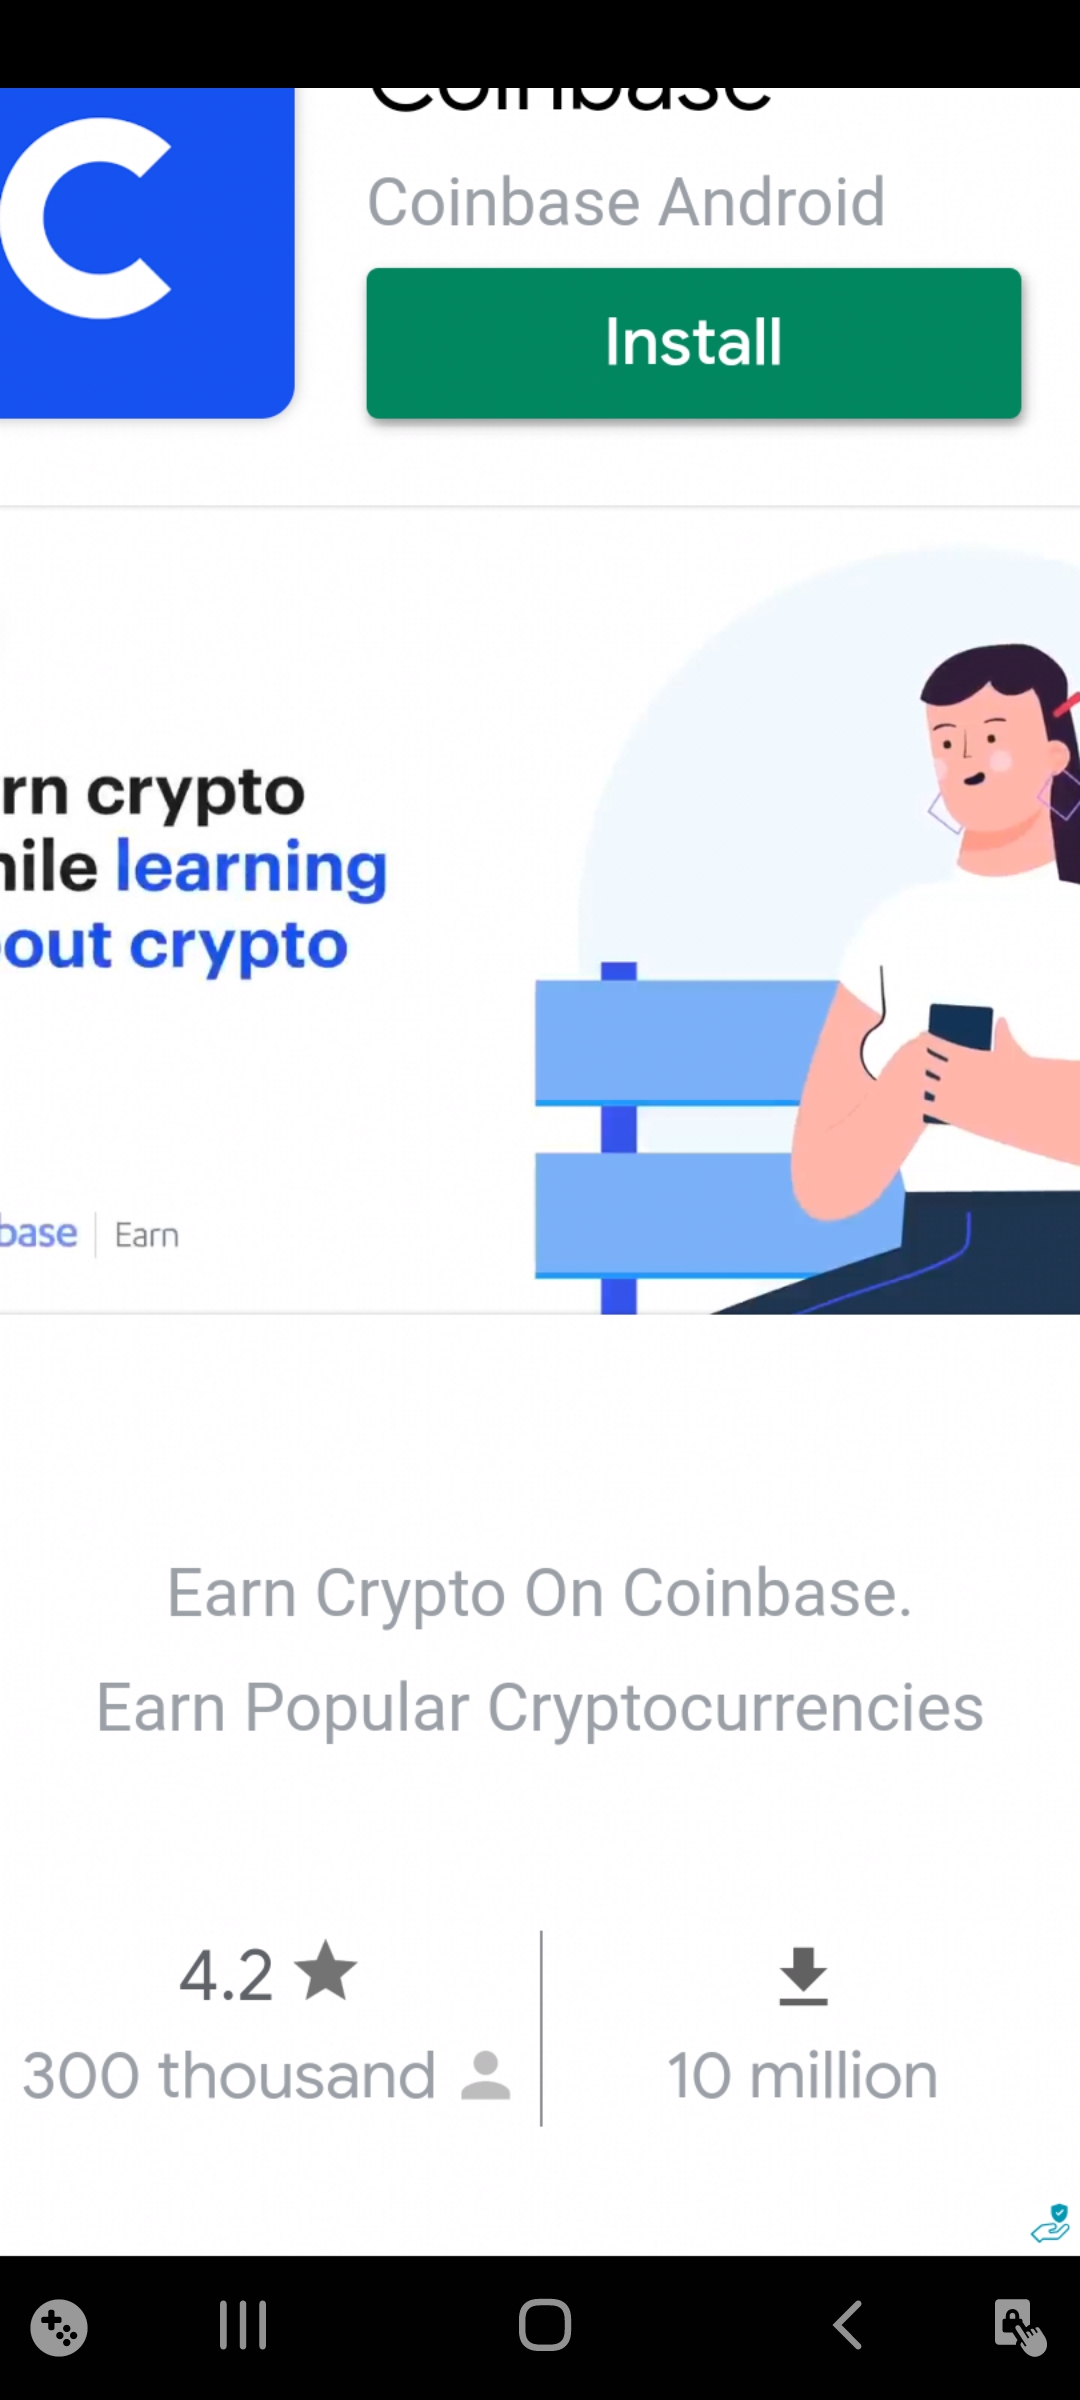 Coinbase
Coinbase Android
Install
rn crypto
ile learning
out crypto
base | Earn
Earn Crypto On Coinbase.
Earn Popular Cryptocurrencies
4.2
300 thousand
10 million